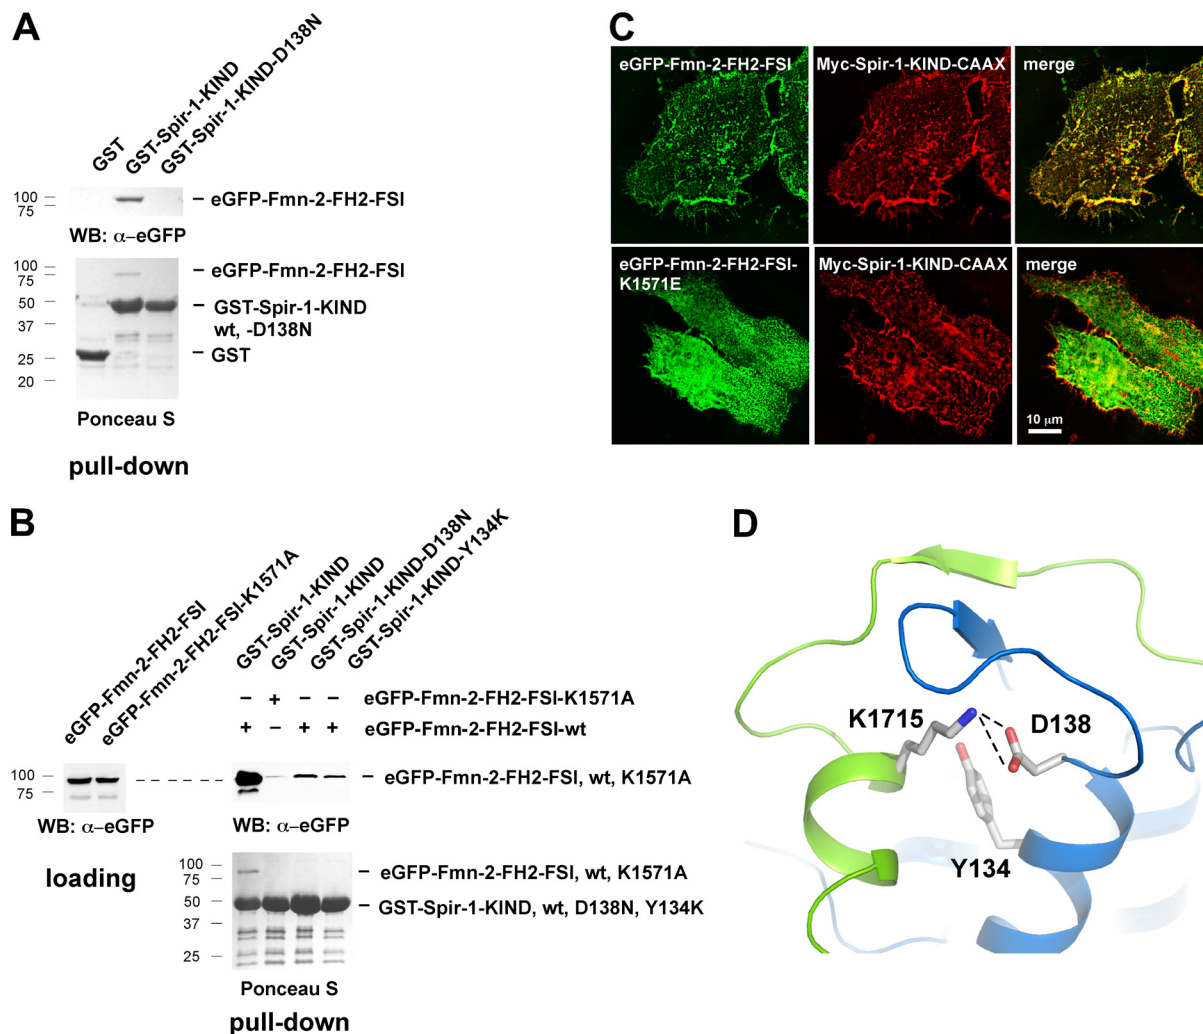 A
GST
GST-Spir-1-KIND
GST-Spir-1-KIND-D138N
100
75
– eGFP-Fmn-2-FH2-FSI
WB: α–eGFP
100
75
50
37
25
20
– eGFP-Fmn-2-FH2-FSI
– GST-Spir-1-KIND
wt, -D138N
– GST
Ponceau S
pull-down
B
eGFP-Fmn-2-FH2-FSI
eGFP-Fmn-2-FH2-FSI-K1571A
GST-Spir-1-KIND
GST-Spir-1-KIND
GST-Spir-1-KIND-D138N
GST-Spir-1-KIND-Y134K
– + – – eGFP-Fmn-2-FH2-FSI-K1571A
+ – + + eGFP-Fmn-2-FH2-FSI-wt
100
75
– eGFP-Fmn-2-FH2-FSI, wt, K1571A
WB: α–eGFP
WB: α–eGFP
loading
100
75
50
37
25
– eGFP-Fmn-2-FH2-FSI, wt, K1571A
– GST-Spir-1-KIND, wt, D138N, Y134K
Ponceau S
pull-down
C
eGFP-Fmn-2-FH2-FSI
Myc-Spir-1-KIND-CAAX
merge
eGFP-Fmn-2-FH2-FSI-
K1571E
Myc-Spir-1-KIND-CAAX
merge
10 μm
D
K1715
D138
Y134